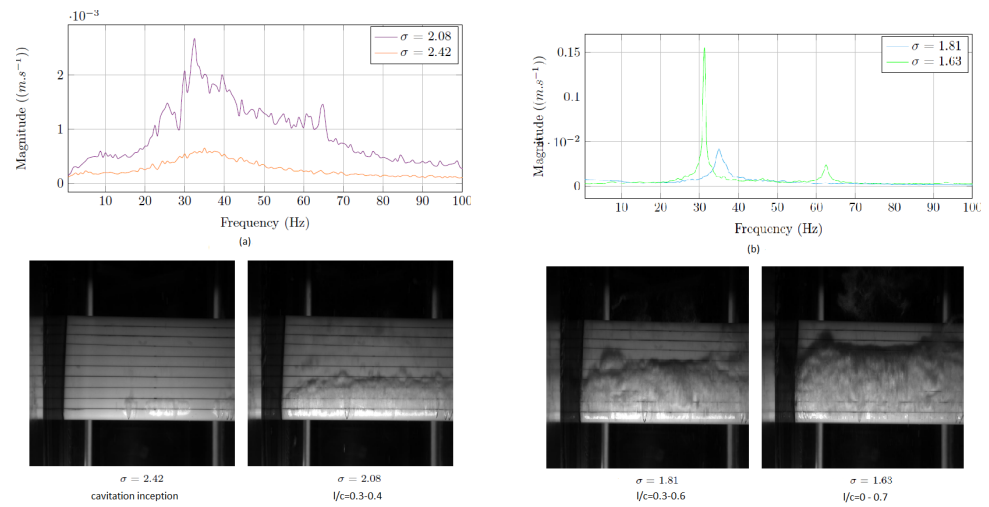 ·10⁻³
Magnitude ((m.s⁻¹))
2
1
0
σ = 2.08
σ = 2.42
10 20 30 40 50 60 70 80 90 100
Frequency (Hz)
(a)
Magnitude ((m.s⁻¹))
0.15
0.1
·10⁻²
0
σ = 1.81
σ = 1.63
10 20 30 40 50 60 70 80 90 100
Frequency (Hz)
(b)
σ = 2.42
cavitation inception
σ = 2.08
l/c=0.3-0.4
σ = 1.81
l/c=0.3-0.6
σ = 1.63
l/c=0 - 0.7